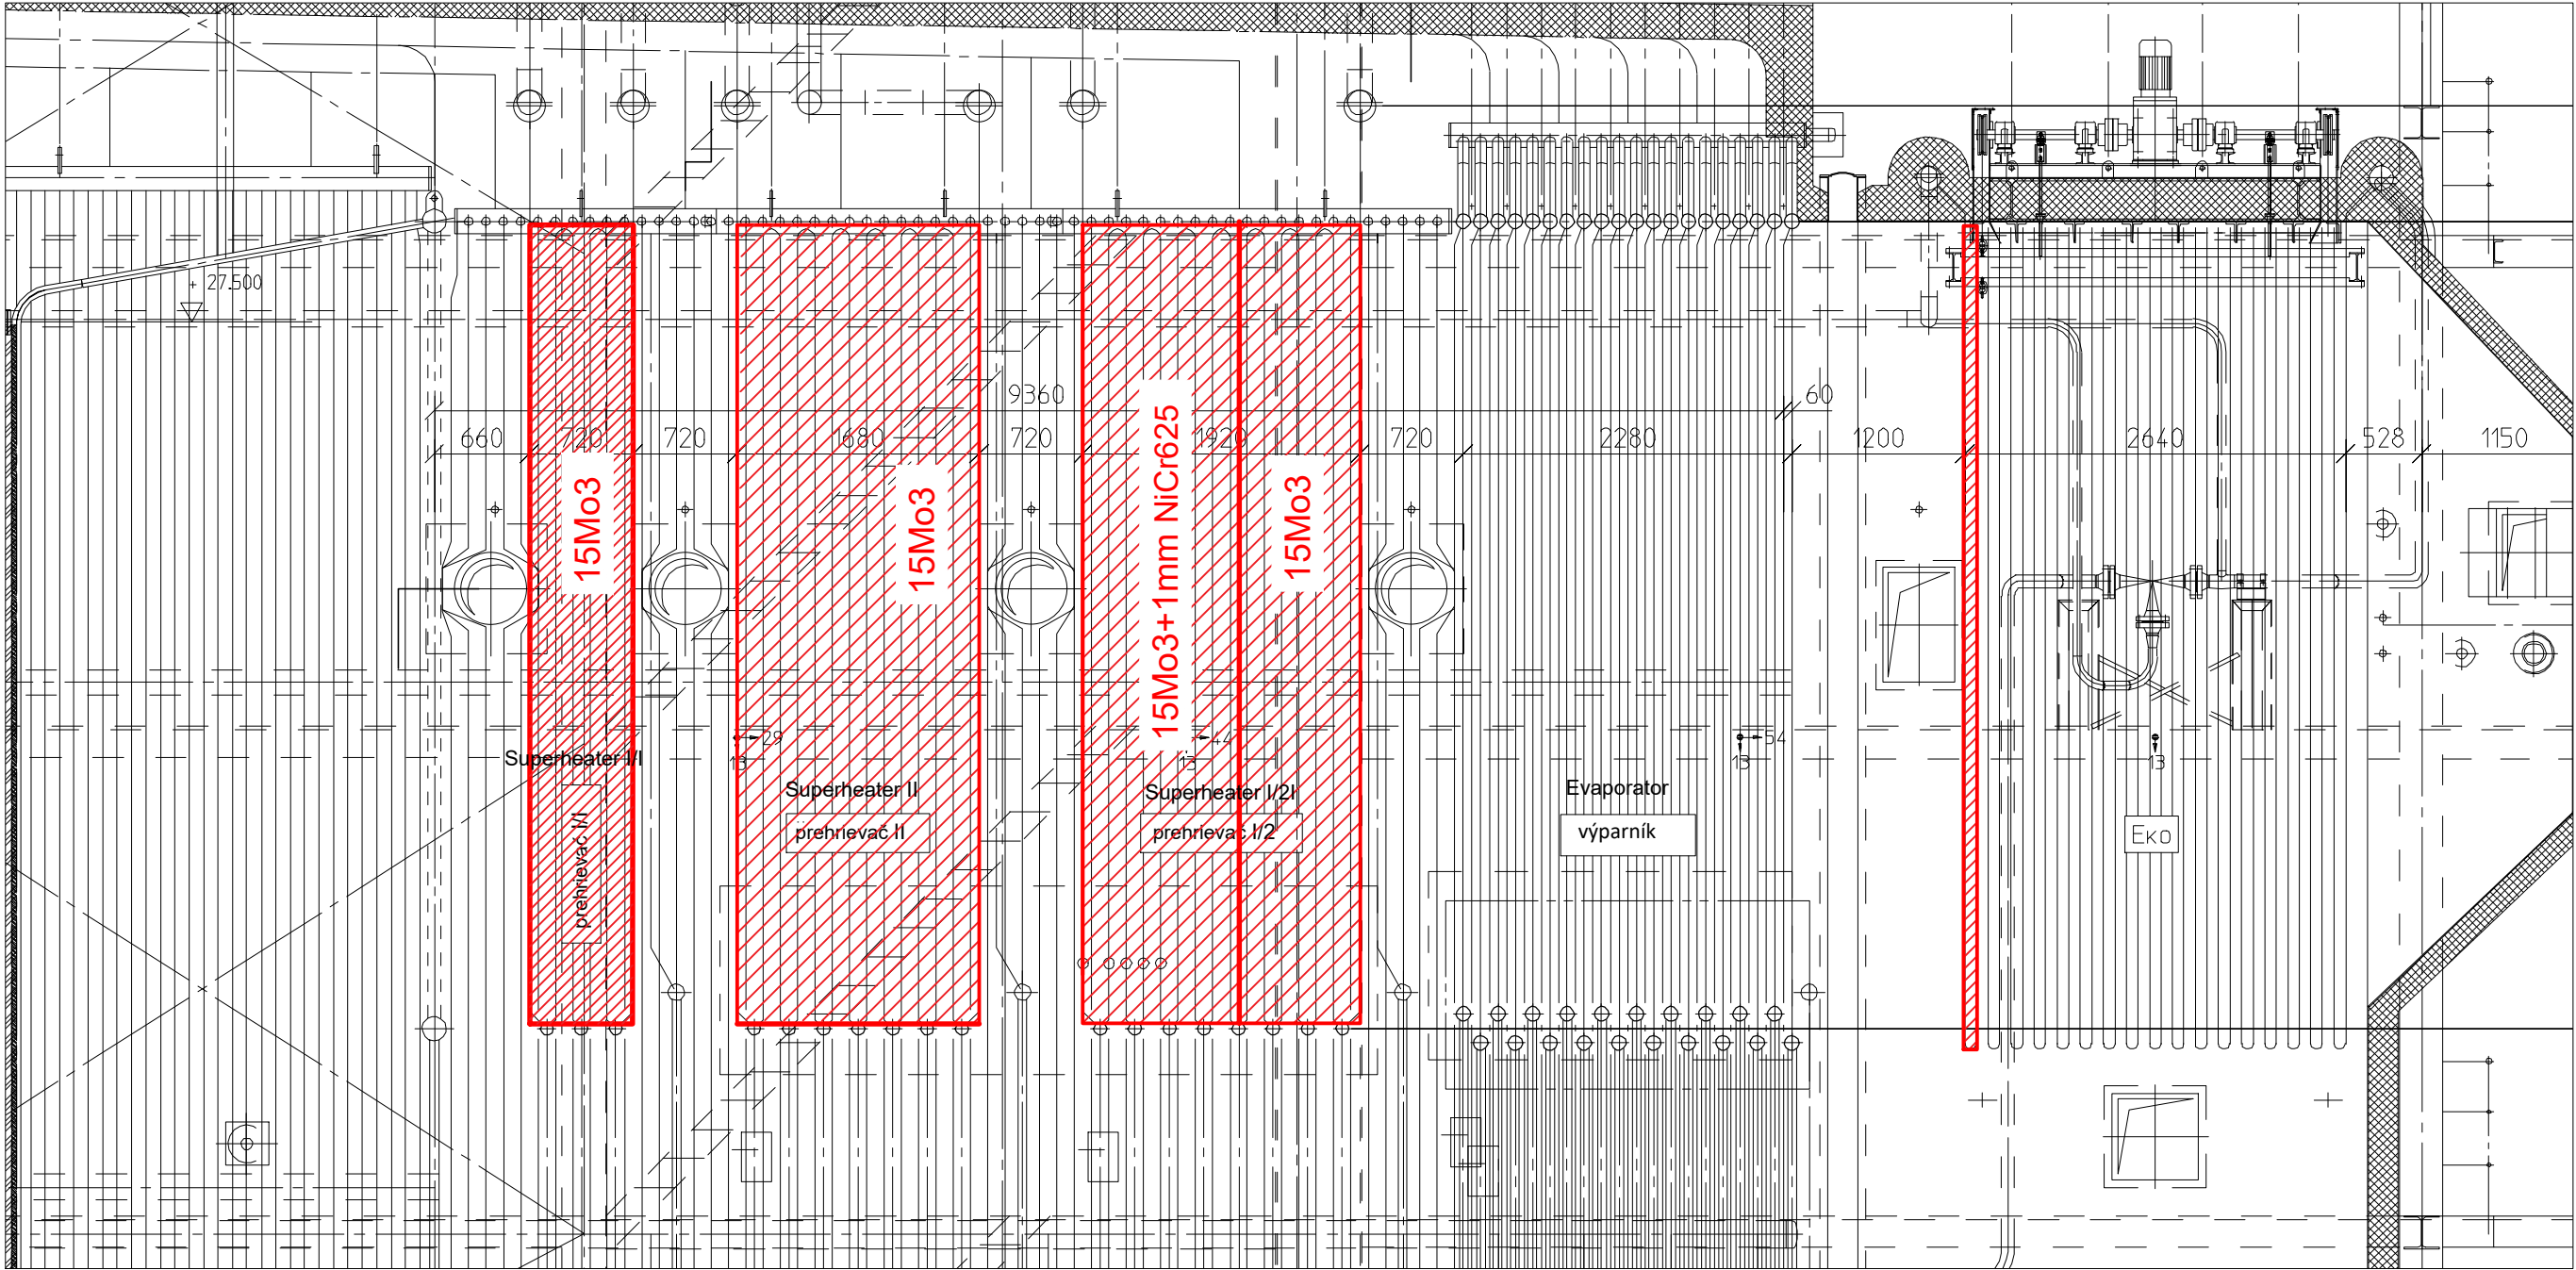 + 27.500
9360
60
660
720
720
1680
720
1920
720
2280
1200
2640
528
1150
15Mo3
15Mo3
15Mo3+1mm NiCr625
15Mo3
29
13
44
13
54
13
13
Superheater I/I
prehrievač I/I
Superheater II
prehrievač II
Superheater I/2I
prehrievač I/2
Evaporator
výparník
Eko